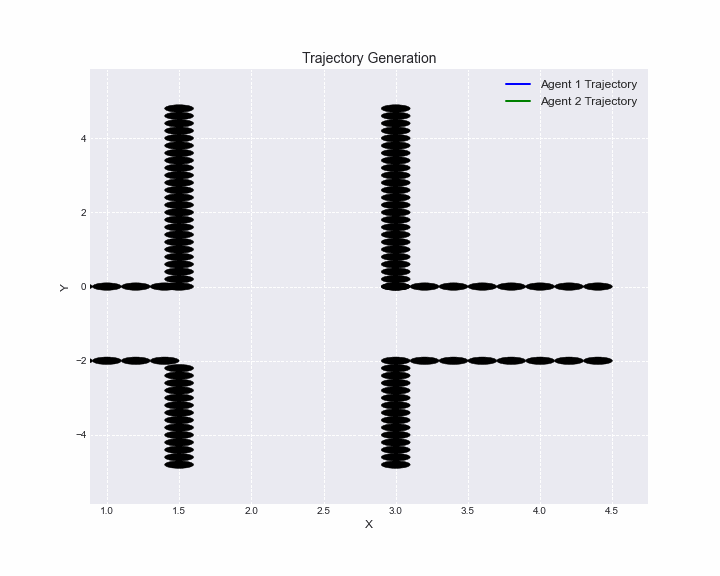 Trajectory Generation
Agent 1 Trajectory
Agent 2 Trajectory
4
2
0
−2
−4
Y
1.0 1.5 2.0 2.5 3.0 3.5 4.0 4.5
X